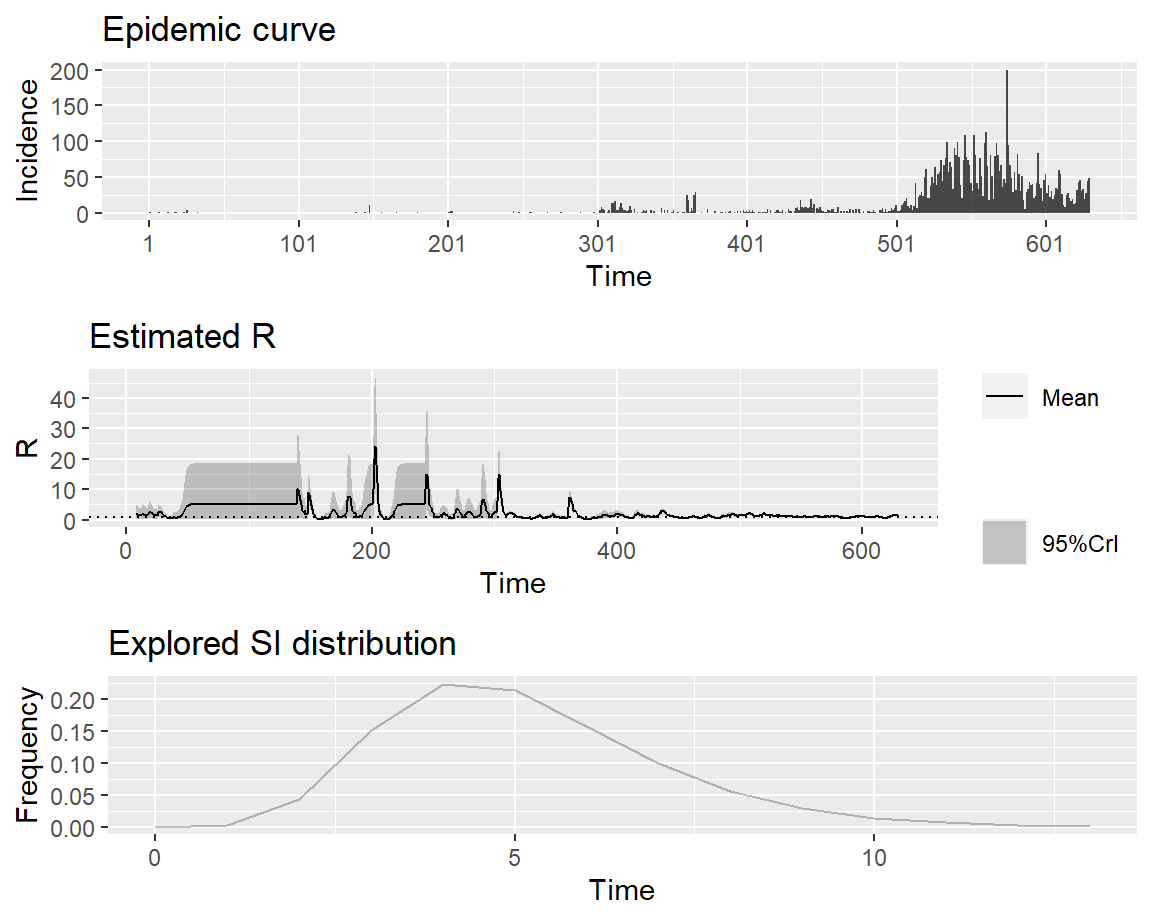 Epidemic curve
200
150
100
50
0
Incidence
1 101 201 301 401 501 601
Time
Estimated R
40
30
20
10
0
R
0 200 400 600
Time
Mean
95%CrI
Explored SI distribution
0.20
0.15
0.10
0.05
0.00
Frequency
0 5 10
Time